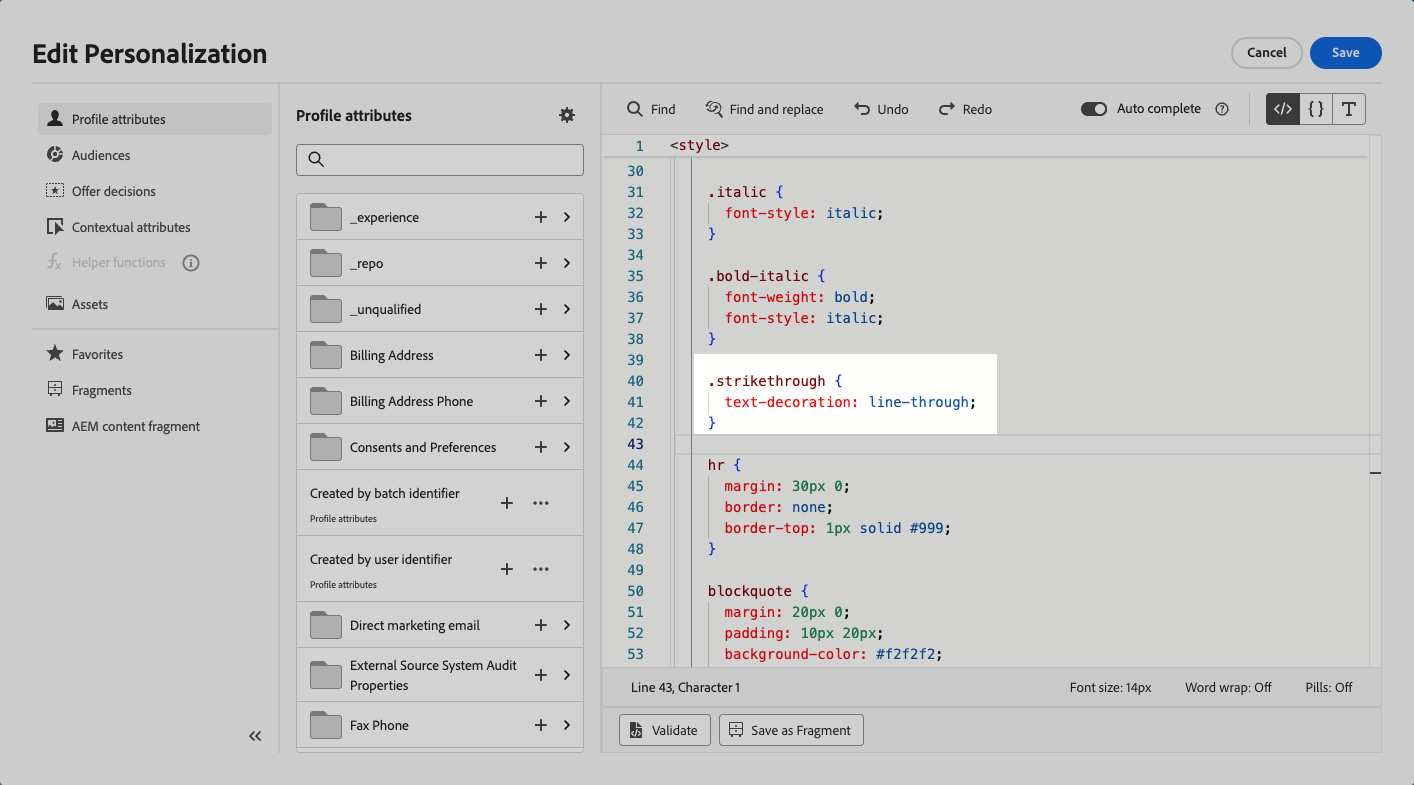 Edit Personalization
Cancel
Save
Profile attributes
Audiences
Offer decisions
Contextual attributes
Helper functions
Assets
Favorites
Fragments
AEM content fragment
Profile attributes
_experience
_repo
_unqualified
Billing Address
Billing Address Phone
Consents and Preferences
Created by batch identifier
Profile attributes
Created by user identifier
Profile attributes
Direct marketing email
External Source System Audit
Properties
Fax Phone
Find
Find and replace
Undo
Redo
Auto complete
</>
{ }
T
1 <style>
30
31 .italic {
32 font-style: italic;
33 }
34
35 .bold-italic {
36 font-weight: bold;
37 font-style: italic;
38 }
39
40 .strikethrough {
41 text-decoration: line-through;
42 }
43
44 hr {
45 margin: 30px 0;
46 border: none;
47 border-top: 1px solid #999;
48 }
49
50 blockquote {
51 margin: 20px 0;
52 padding: 10px 20px;
53 background-color: #f2f2f2;
Line 43, Character 1
Font size: 14px
Word wrap: Off
Pills: Off
Validate
Save as Fragment